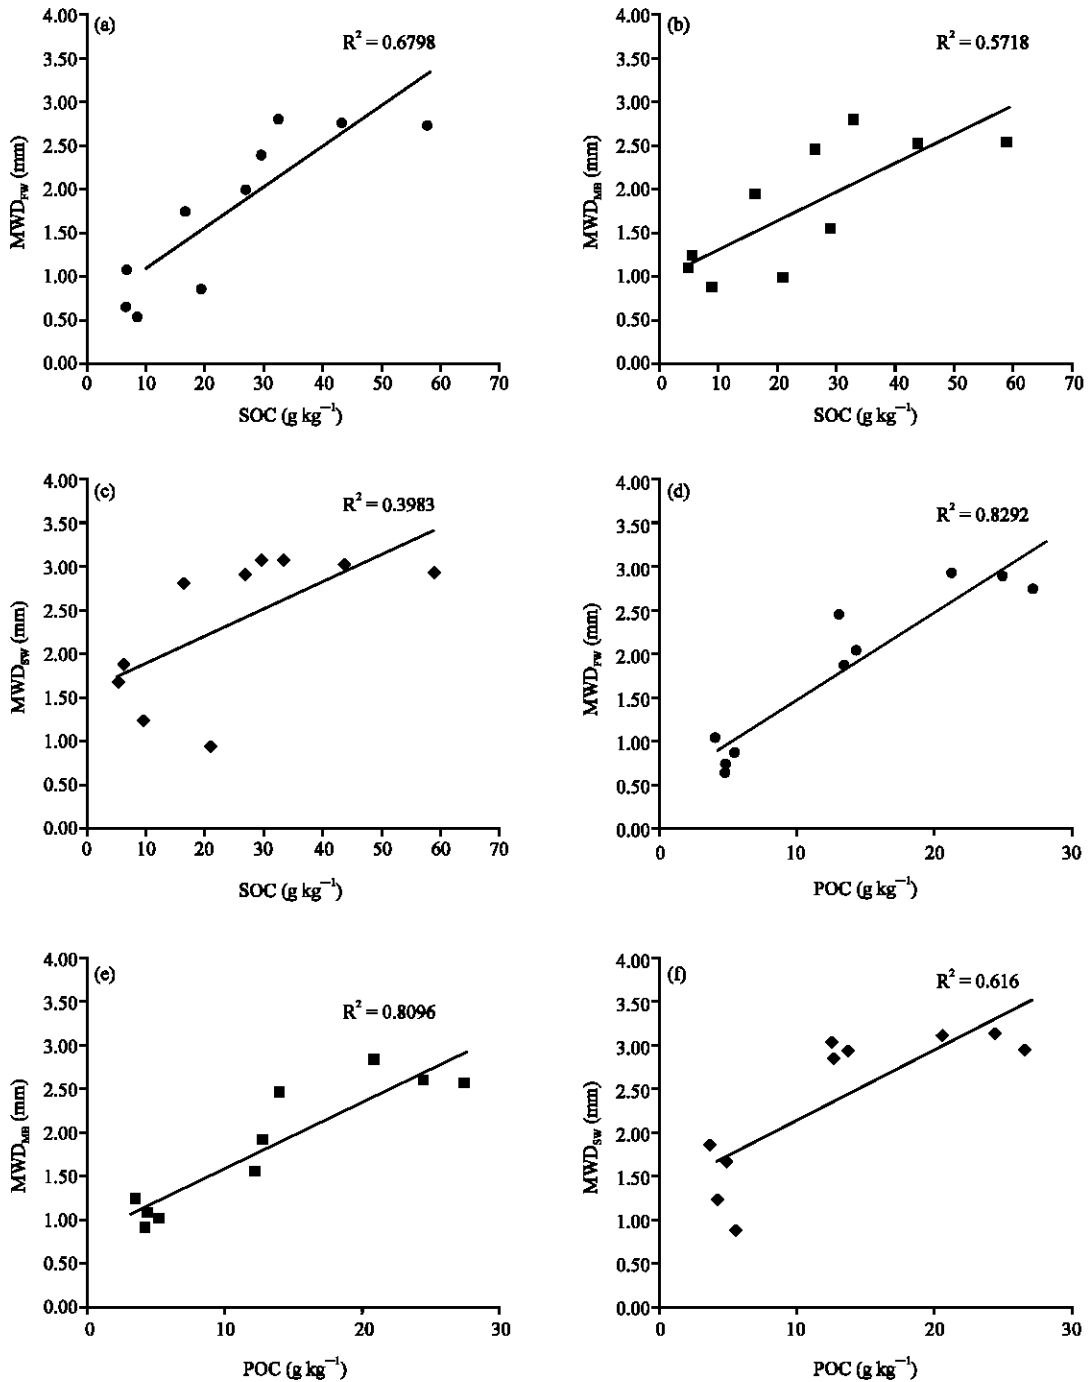 (a)
R² = 0.6798
4.00
3.50
3.00
2.50
2.00
1.50
1.00
0.50
0.00
MWD_FW (mm)
0 10 20 30 40 50 60 70
SOC (g kg⁻¹)
(b)
R² = 0.5718
4.00
3.50
3.00
2.50
2.00
1.50
1.00
0.50
0.00
MWD_MB (mm)
0 10 20 30 40 50 60 70
SOC (g kg⁻¹)
(c)
R² = 0.3983
4.00
3.50
3.00
2.50
2.00
1.50
1.00
0.50
0.00
MWD_SW (mm)
0 10 20 30 40 50 60 70
SOC (g kg⁻¹)
(d)
R² = 0.8292
4.00
3.50
3.00
2.50
2.00
1.50
1.00
0.50
0.00
MWD_FW (mm)
0 10 20 30
POC (g kg⁻¹)
(e)
R² = 0.8096
4.00
3.50
3.00
2.50
2.00
1.50
1.00
0.50
0.00
MWD_MB (mm)
0 10 20 30
POC (g kg⁻¹)
(f)
R² = 0.616
4.00
3.50
3.00
2.50
2.00
1.50
1.00
0.50
0.00
MWD_SW (mm)
0 10 20 30
POC (g kg⁻¹)